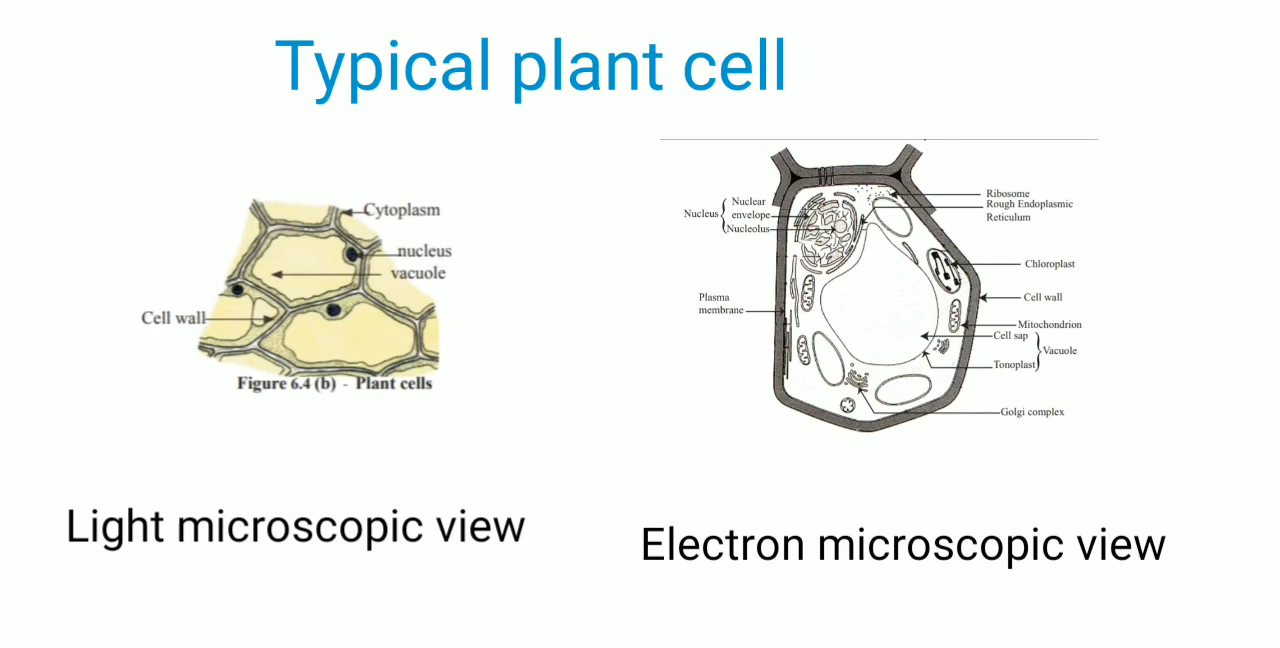 Typical plant cell
Cytoplasm
nucleus
vacuole
Cell wall
Figure 6.4 (b) - Plant cells
Light microscopic view
Nucleus
Nuclear
envelope
Nucleolus
Plasma
membrane
Ribosome
Rough Endoplasmic
Reticulum
Chloroplast
Cell wall
Mitochondrion
Cell sap
Vacuole
Tonoplast
Golgi complex
Electron microscopic view